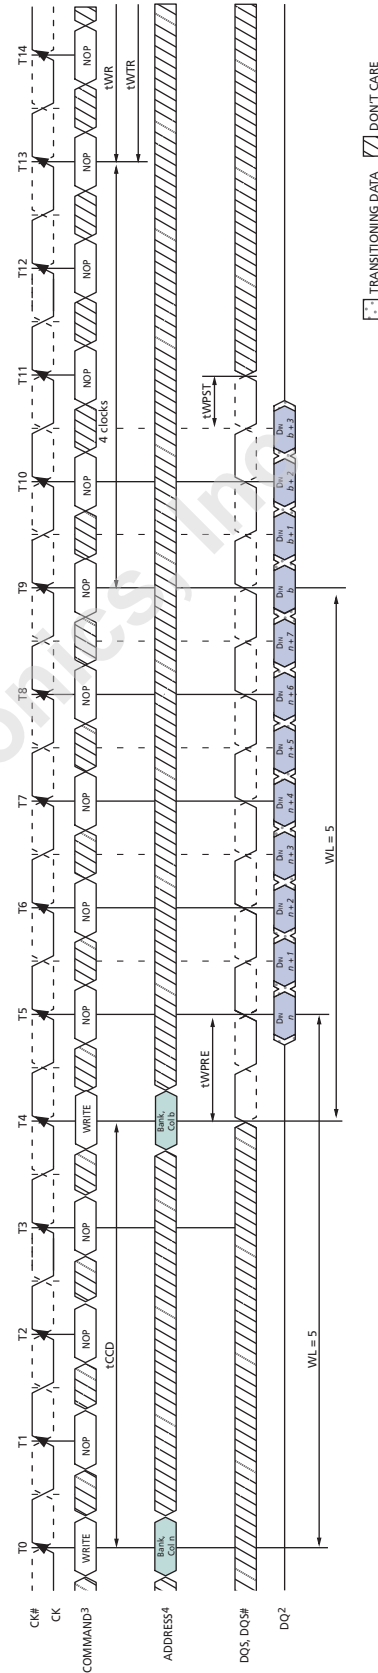 T0 T1 T2 T3 T4 T5 T6 T7 T8 T9 T10 T11 T12 T13 T14
CK#
CK
COMMAND3 WRITE NOP NOP NOP WRITE NOP NOP NOP NOP NOP NOP NOP NOP NOP NOP
tCCD 4 clocks tWR
tWTR
ADDRESS4 Bank, Col n Bank, Col b
tWPRE tWPST
DQS, DQS#
DQ2 DIN n DIN n + 1 DIN n + 2 DIN n + 3 DIN n + 4 DIN n + 5 DIN n + 6 DIN n + 7 DIN b DIN b + 1 DIN b + 2 DIN b + 3
WL = 5
WL = 5
TRANSITIONING DATA DON'T CARE
onics, Inc